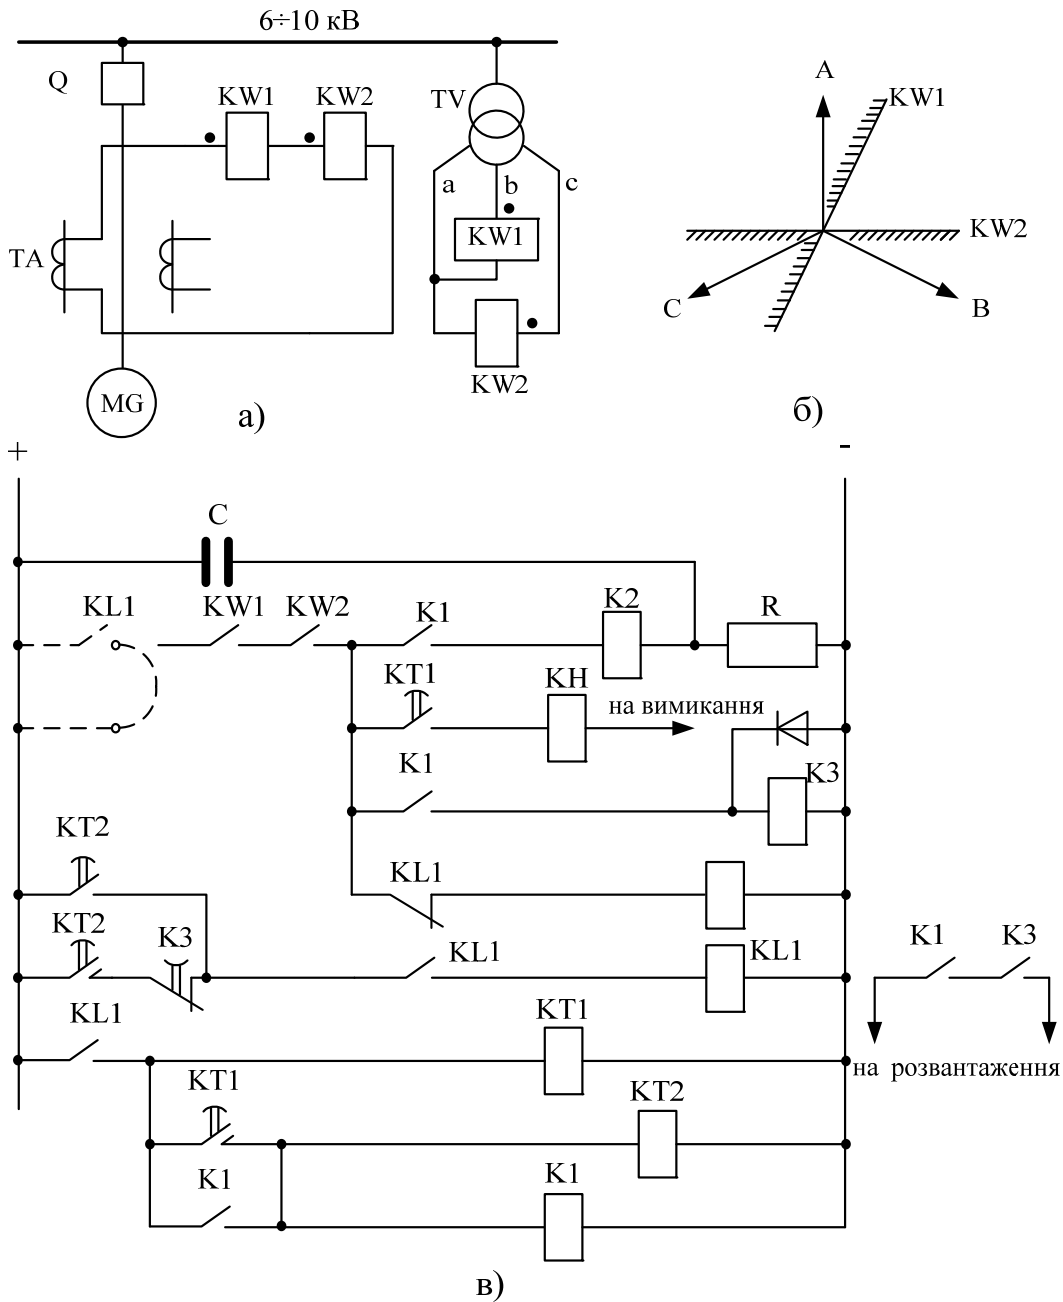 6÷10 кВ
Q
KW1
KW2
TV
A
KW1
a
b
c
KW1
KW2
TA
C
B
MG
KW2
а)
б)
+
-
C
KL1
KW1
KW2
K1
K2
R
KT1
KH
на вимикання
K1
K3
KT2
KL1
KT2
K3
KL1
KL1
K1
K3
KL1
KT1
на розвантаження
KT1
KT2
K1
K1
в)